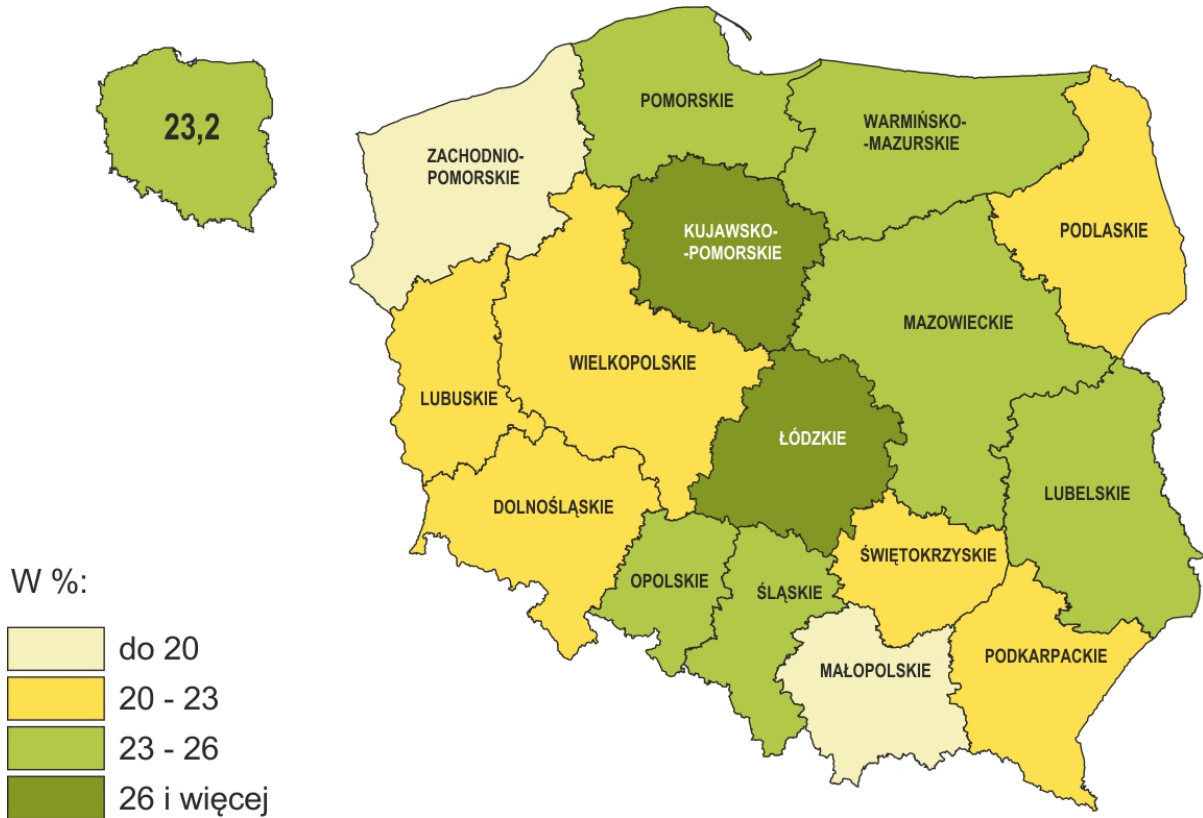 23,2
POMORSKIE
WARMIŃSKO-
-MAZURSKIE
ZACHODNIO-
POMORSKIE
KUJAWSKO-
-POMORSKIE
PODLASKIE
MAZOWIECKIE
WIELKOPOLSKIE
LUBUSKIE
ŁÓDZKIE
LUBELSKIE
DOLNOŚLĄSKIE
ŚWIĘTOKRZYSKIE
OPOLSKIE
ŚLĄSKIE
PODKARPACKIE
MAŁOPOLSKIE
W %:
do 20
20 - 23
23 - 26
26 i więcej